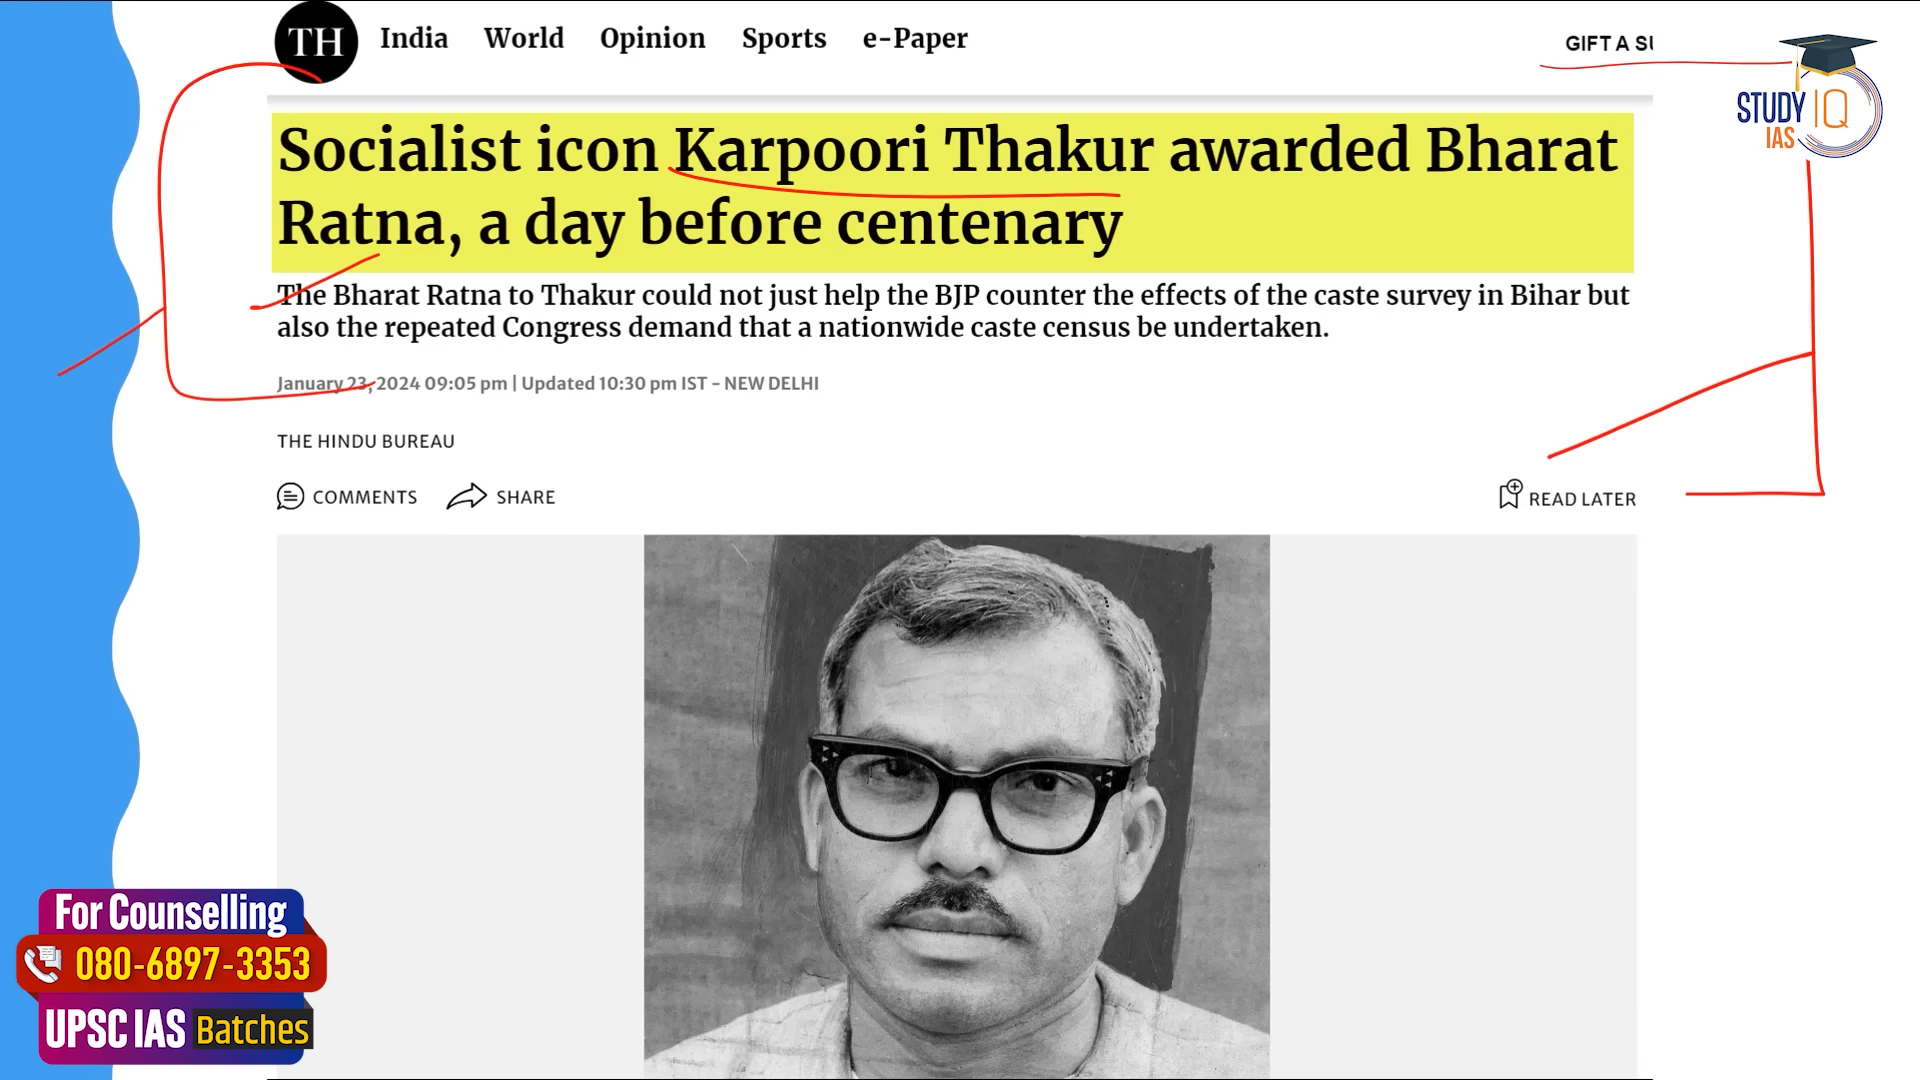 TH India World Opinion Sports e-Paper GIFT A SU
STUDY IQ
IAS
Socialist icon Karpoori Thakur awarded Bharat
Ratna, a day before centenary
The Bharat Ratna to Thakur could not just help the BJP counter the effects of the caste survey in Bihar but
also the repeated Congress demand that a nationwide caste census be undertaken.
January 23, 2024 09:05 pm | Updated 10:30 pm IST - NEW DELHI
THE HINDU BUREAU
COMMENTS SHARE READ LATER
For Counselling
080-6897-3353
UPSC IAS Batches